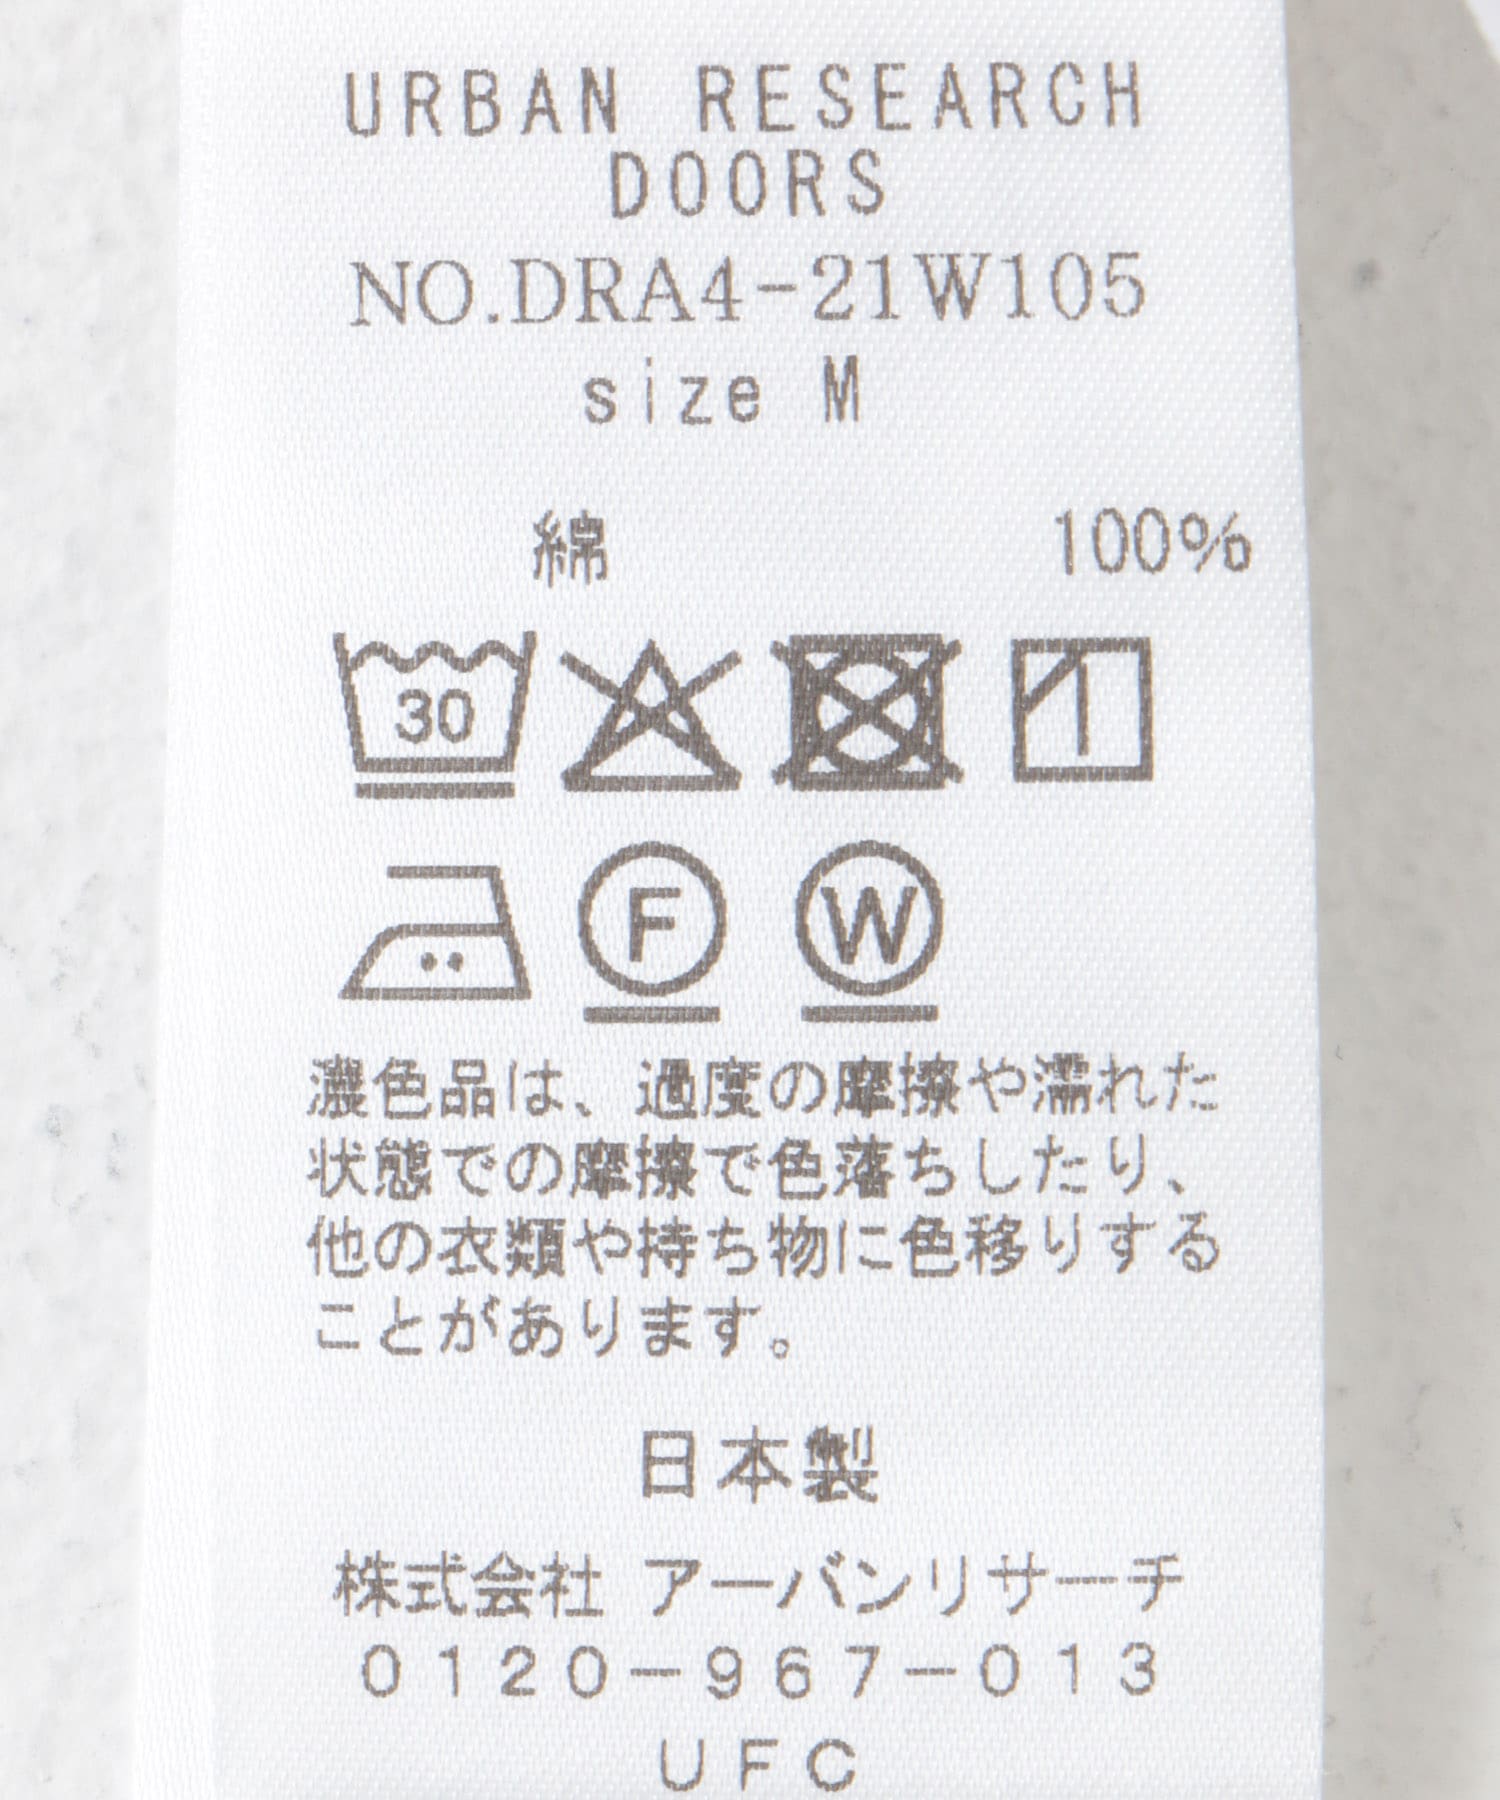 URBAN RESEARCH
DOORS
NO.DRA4-21W105
size M
綿 100%
30
F W
濃色品は、過度の摩擦や濡れた
状態での摩擦で色落ちしたり、
他の衣類や持ち物に色移りする
ことがあります。
日本製
株式会社 アーバンリサーチ
0120-967-013
UFC